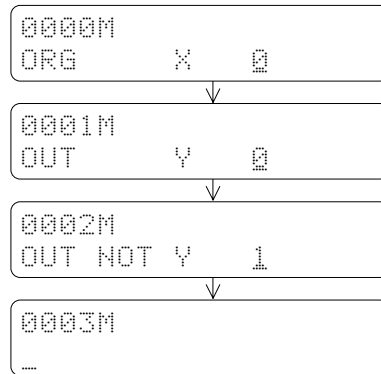 0000M
ORG X 0
0001M
OUT Y 0
0002M
OUT NOT Y 1
0003M
_